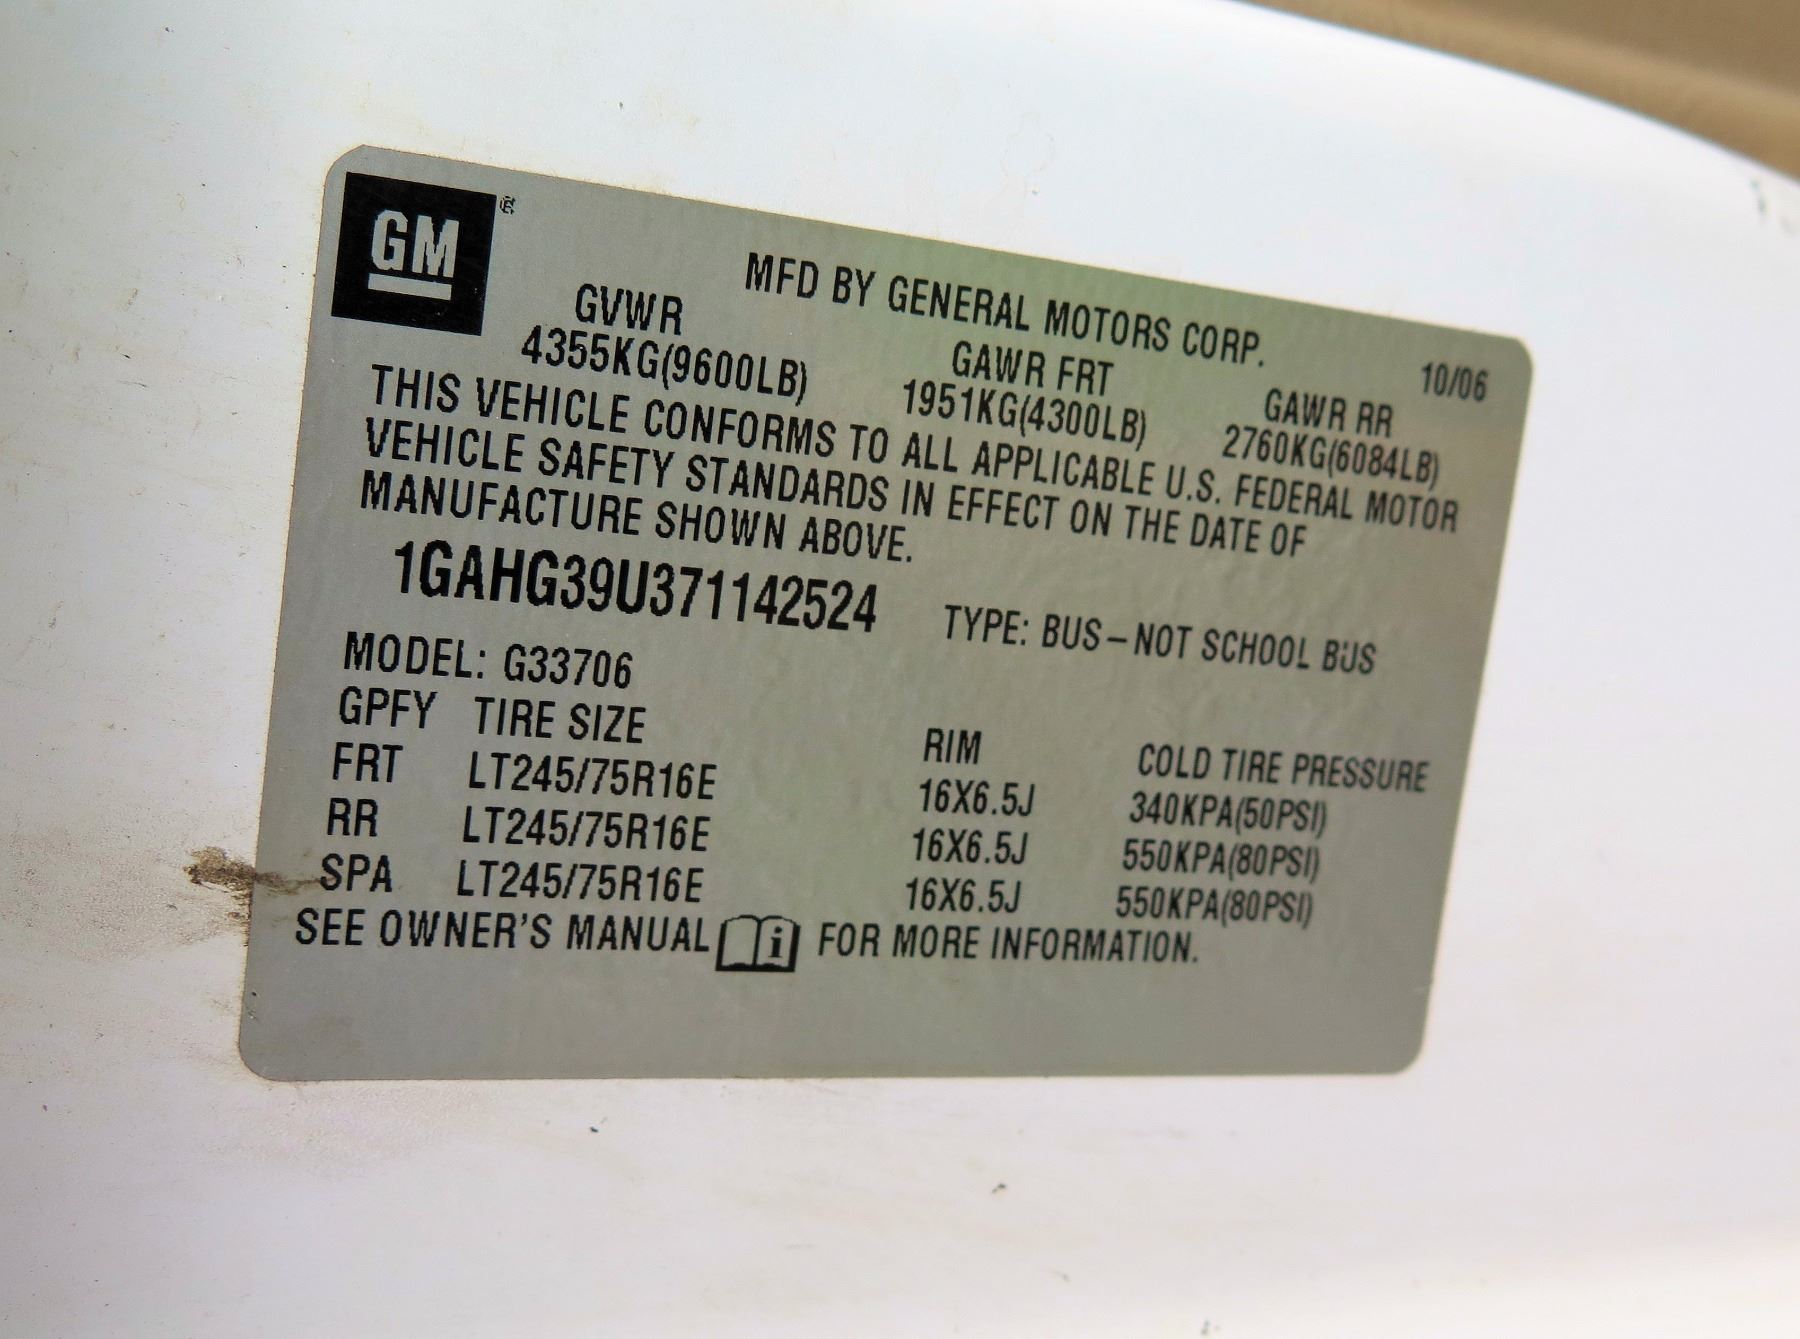 GM
®
MFD BY GENERAL MOTORS CORP. 10/06
GVWR GAWR FRT GAWR RR
4355KG(9600LB) 1951KG(4300LB) 2760KG(6084LB)
THIS VEHICLE CONFORMS TO ALL APPLICABLE U.S. FEDERAL MOTOR
VEHICLE SAFETY STANDARDS IN EFFECT ON THE DATE OF
MANUFACTURE SHOWN ABOVE.
1GAHG39U371142524 TYPE: BUS-NOT SCHOOL BUS
MODEL: G33706
GPFY TIRE SIZE RIM COLD TIRE PRESSURE
FRT LT245/75R16E 16X6.5J 340KPA(50PSI)
RR LT245/75R16E 16X6.5J 550KPA(80PSI)
SPA LT245/75R16E 16X6.5J 550KPA(80PSI)
SEE OWNER'S MANUAL i FOR MORE INFORMATION.